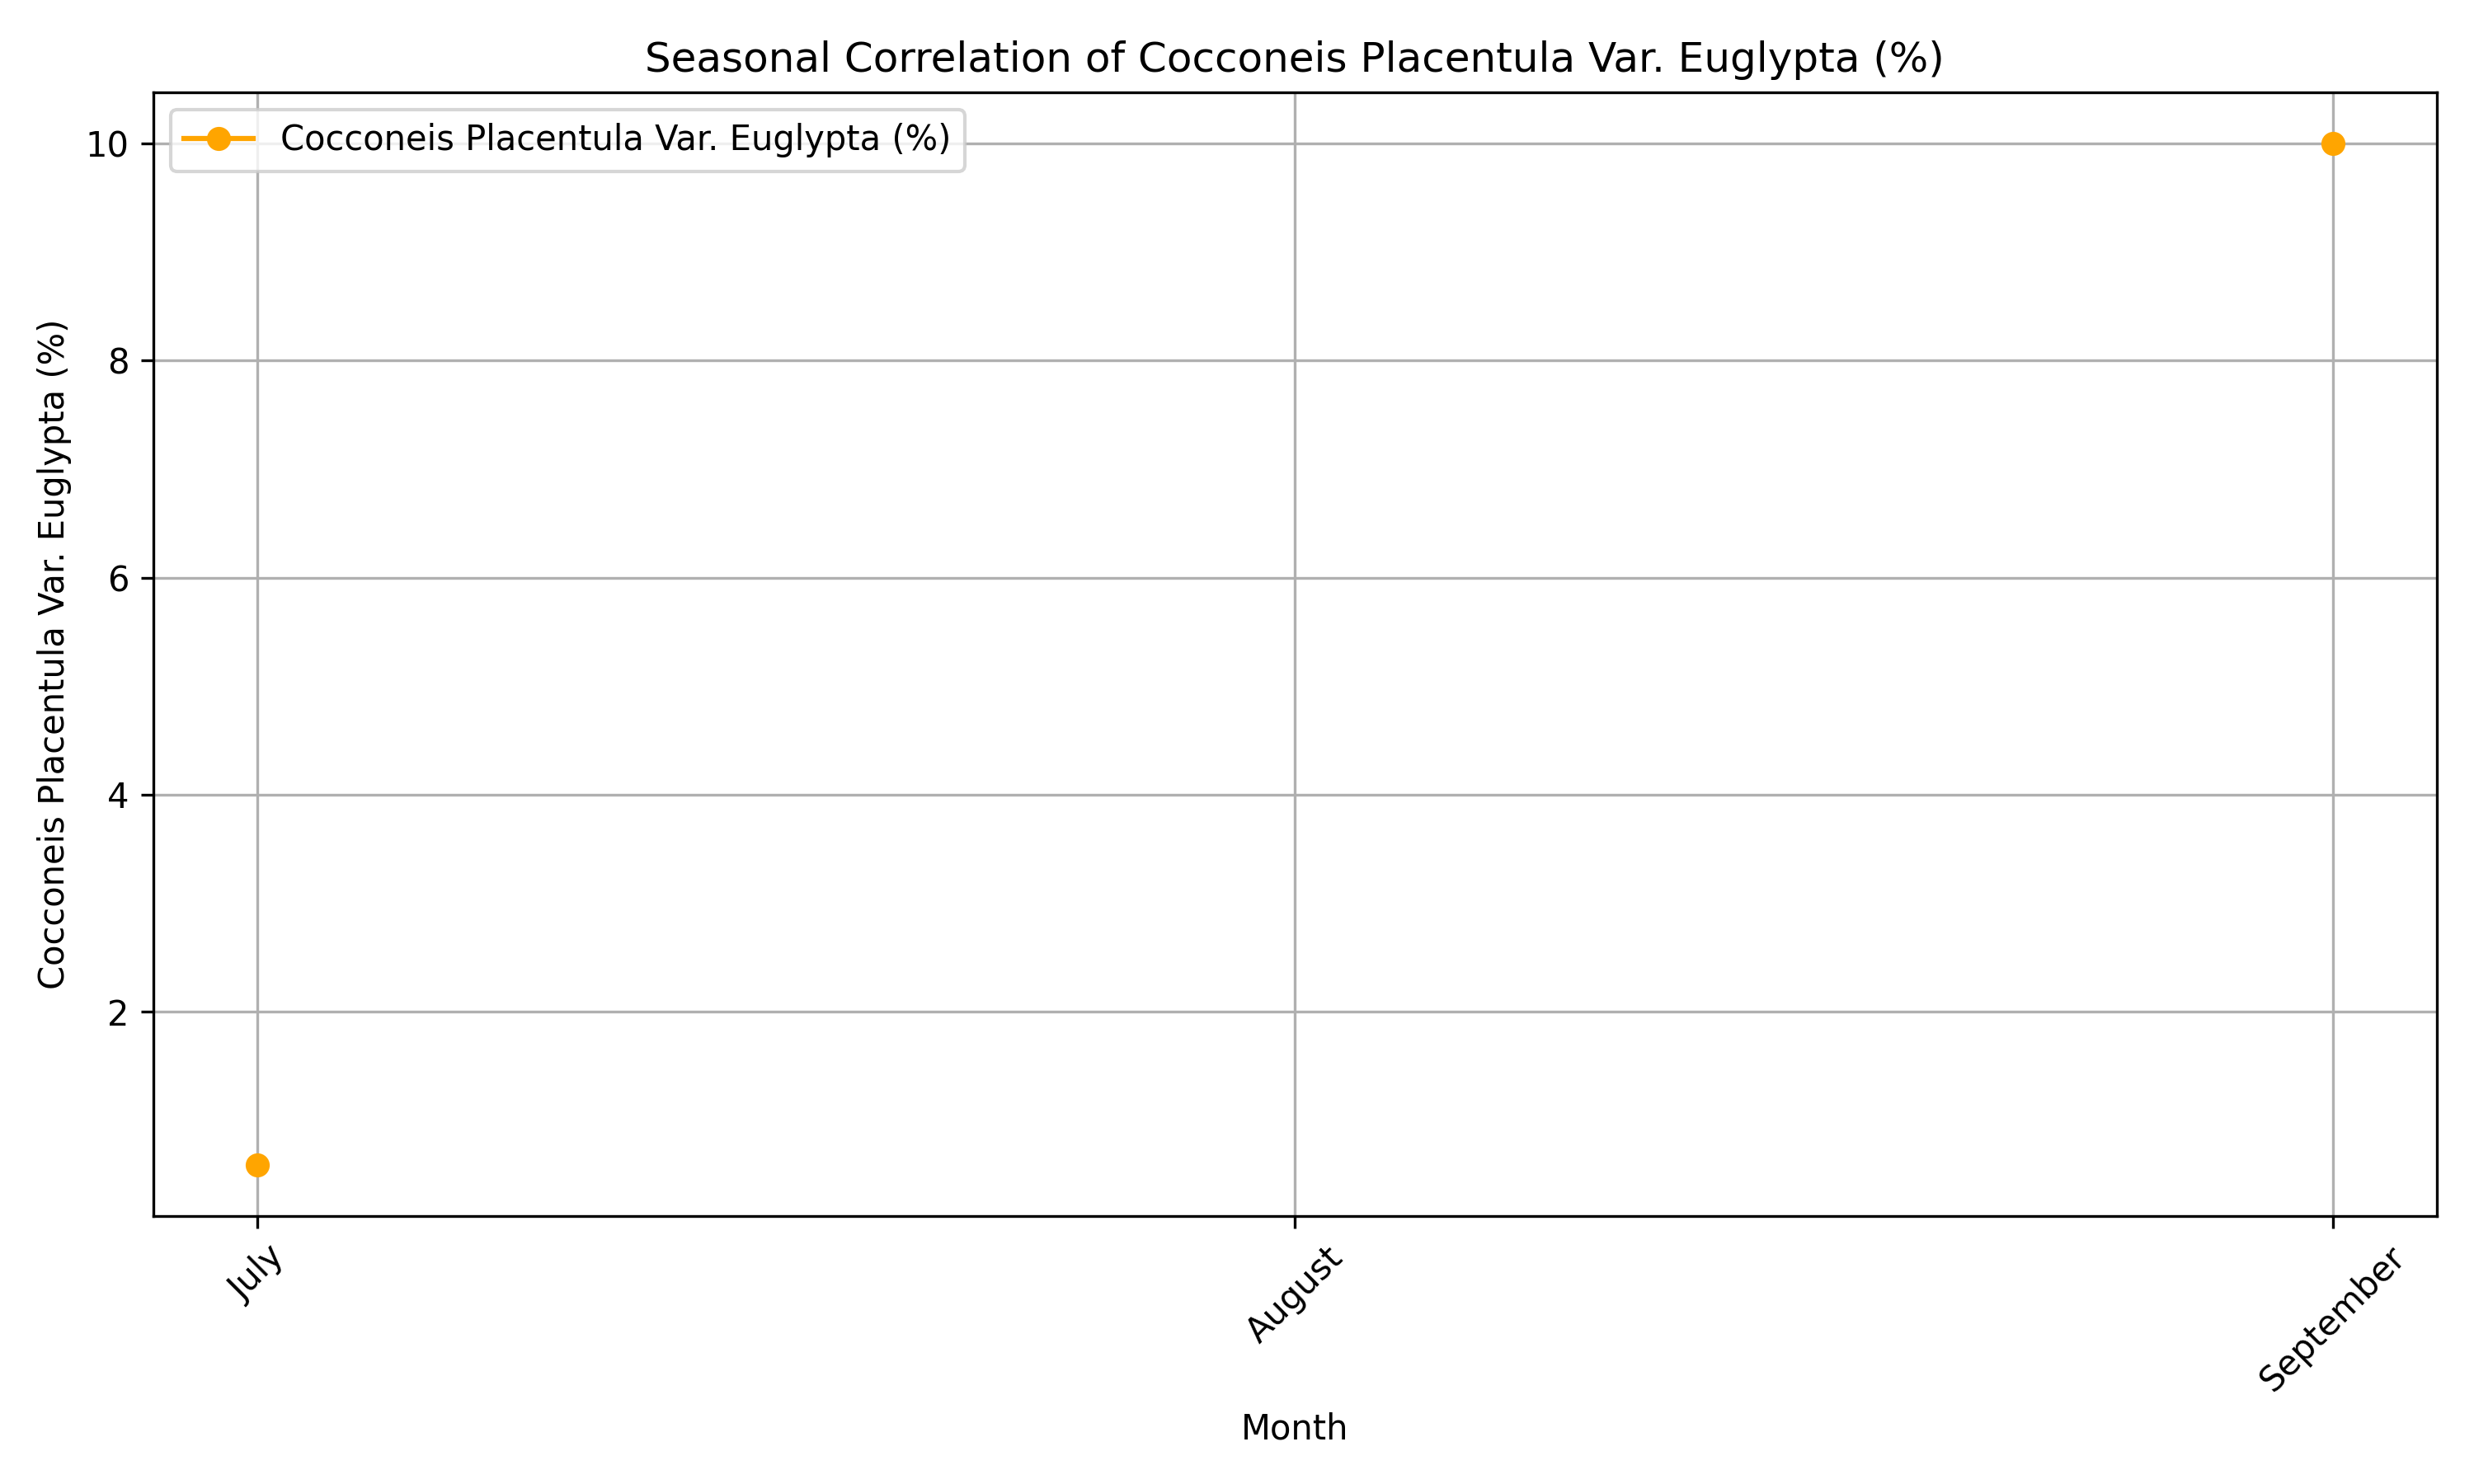 Seasonal Correlation of Cocconeis Placentula Var. Euglypta (%)
Cocconeis Placentula Var. Euglypta (%)
Cocconeis Placentula Var. Euglypta (%)
10
8
6
4
2
July
August
September
Month